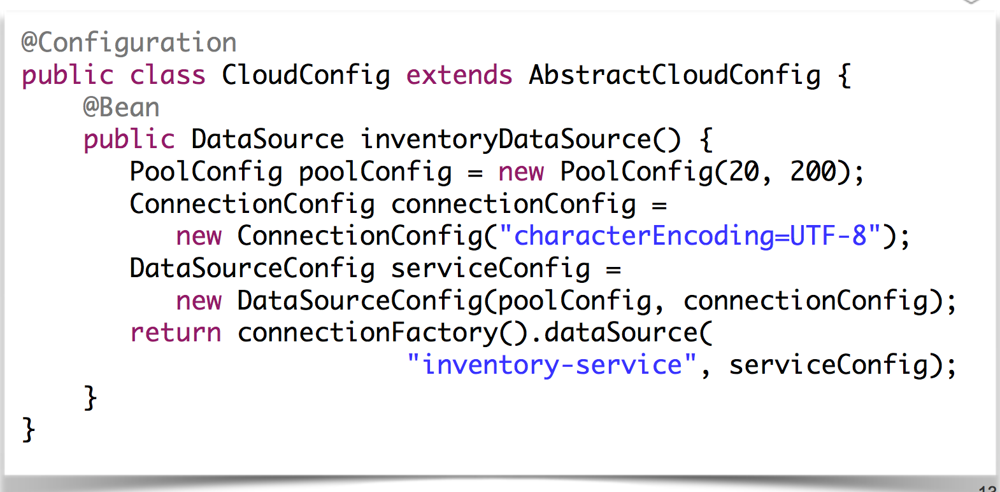 @Configuration
public class CloudConfig extends AbstractCloudConfig {
    @Bean
    public DataSource inventoryDataSource() {
       PoolConfig poolConfig = new PoolConfig(20, 200);
       ConnectionConfig connectionConfig =
          new ConnectionConfig("characterEncoding=UTF-8");
       DataSourceConfig serviceConfig =
          new DataSourceConfig(poolConfig, connectionConfig);
       return connectionFactory().dataSource(
                         "inventory-service", serviceConfig);
    }
}